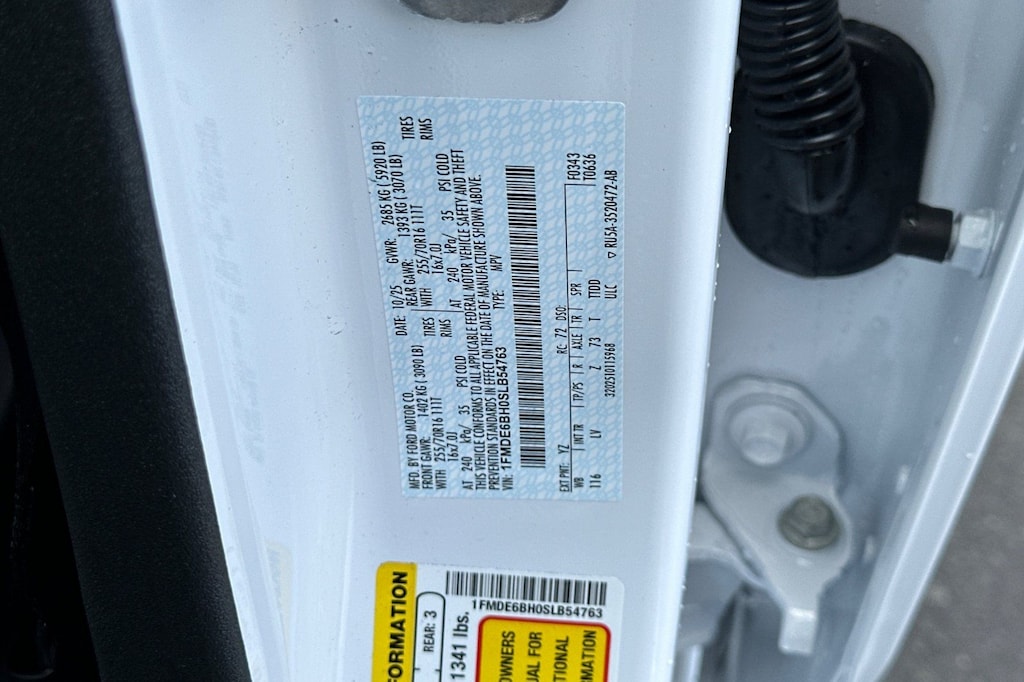 MFD. BY FORD MOTOR CO.
DATE: 10/25 GVWR: 2685 KG ( 5920 LB)
FRONT GAWR: 1402 KG ( 3090 LB)
REAR GAWR: 1393 KG ( 3070 LB)
WITH 255/70R16 111T TIRES
WITH 255/70R16 111T TIRES
16x7.0J RIMS
16x7.0J RIMS
AT 240 kPa/ 35 PSI COLD
AT 240 kPa/ 35 PSI COLD
THIS VEHICLE CONFORMS TO ALL APPLICABLE FEDERAL MOTOR VEHICLE SAFETY AND THEFT
PREVENTION STANDARDS IN EFFECT ON THE DATE OF MANUFACTURE SHOWN ABOVE.
VIN: 1FMDE6BH0SLB54763 TYPE: MPV
EXT PNT: YZ RC: 72 DSO: F0343
WB INT TR TP/PS R AXLE TR SPR T0636
116 LV Z 73 T TTDD
3202510115968 ULC ▽ RU5A-3520472-AB
FORMATION
REAR: 3
1341 lbs.
1FMDE6BH0SLB54763
OWNERS
UAL FOR
TIONAL
RMATION